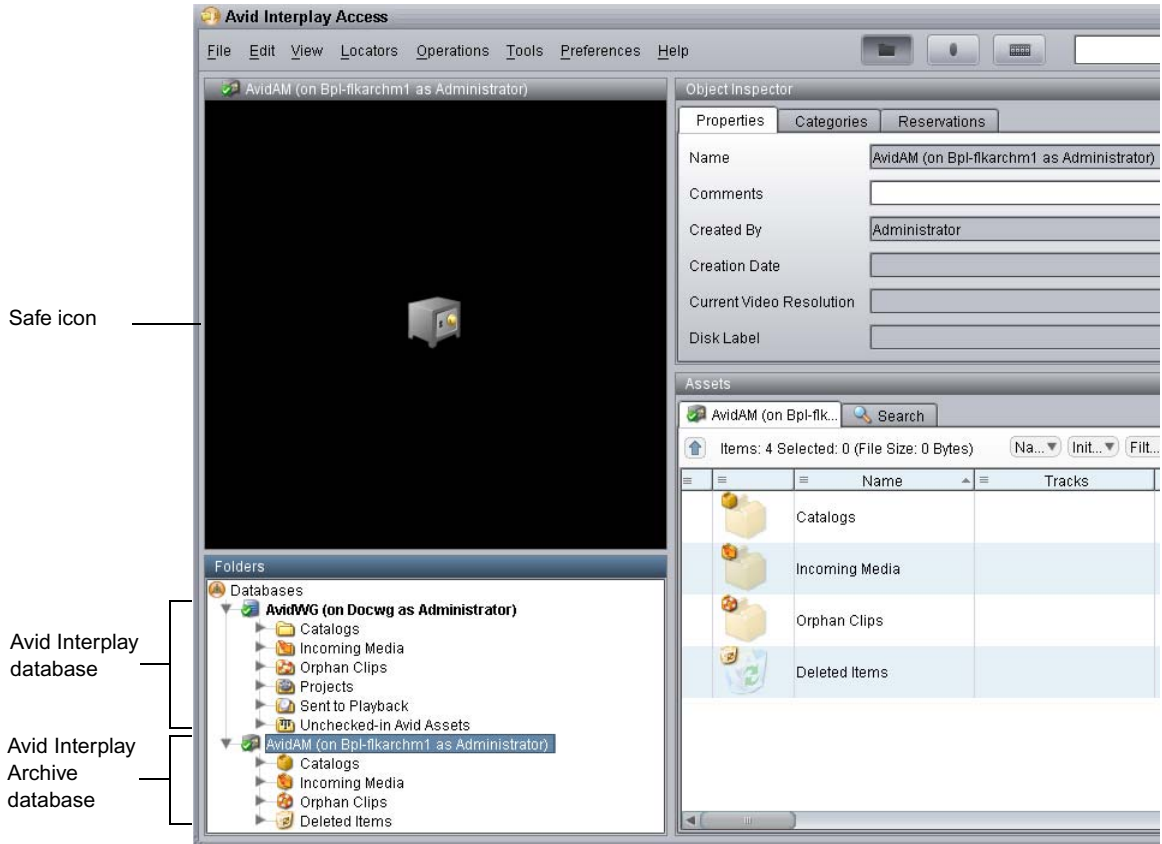 Avid Interplay Access
File Edit View Locators Operations Tools Preferences Help
AvidAM (on Bpl-flkarchm1 as Administrator)
Safe icon
Folders
Databases
AvidWG (on Docwg as Administrator)
Catalogs
Incoming Media
Orphan Clips
Projects
Sent to Playback
Unchecked-in Avid Assets
AvidAM (on Bpl-flkarchm1 as Administrator)
Catalogs
Incoming Media
Orphan Clips
Deleted Items
Avid Interplay
database
Avid Interplay
Archive
database
Object Inspector
Properties Categories Reservations
Name AvidAM (on Bpl-flkarchm1 as Administrator)
Comments
Created By Administrator
Creation Date
Current Video Resolution
Disk Label
Assets
AvidAM (on Bpl-flk... Search
Items: 4 Selected: 0 (File Size: 0 Bytes) Na... Init... Filt...
Name Tracks
Catalogs
Incoming Media
Orphan Clips
Deleted Items